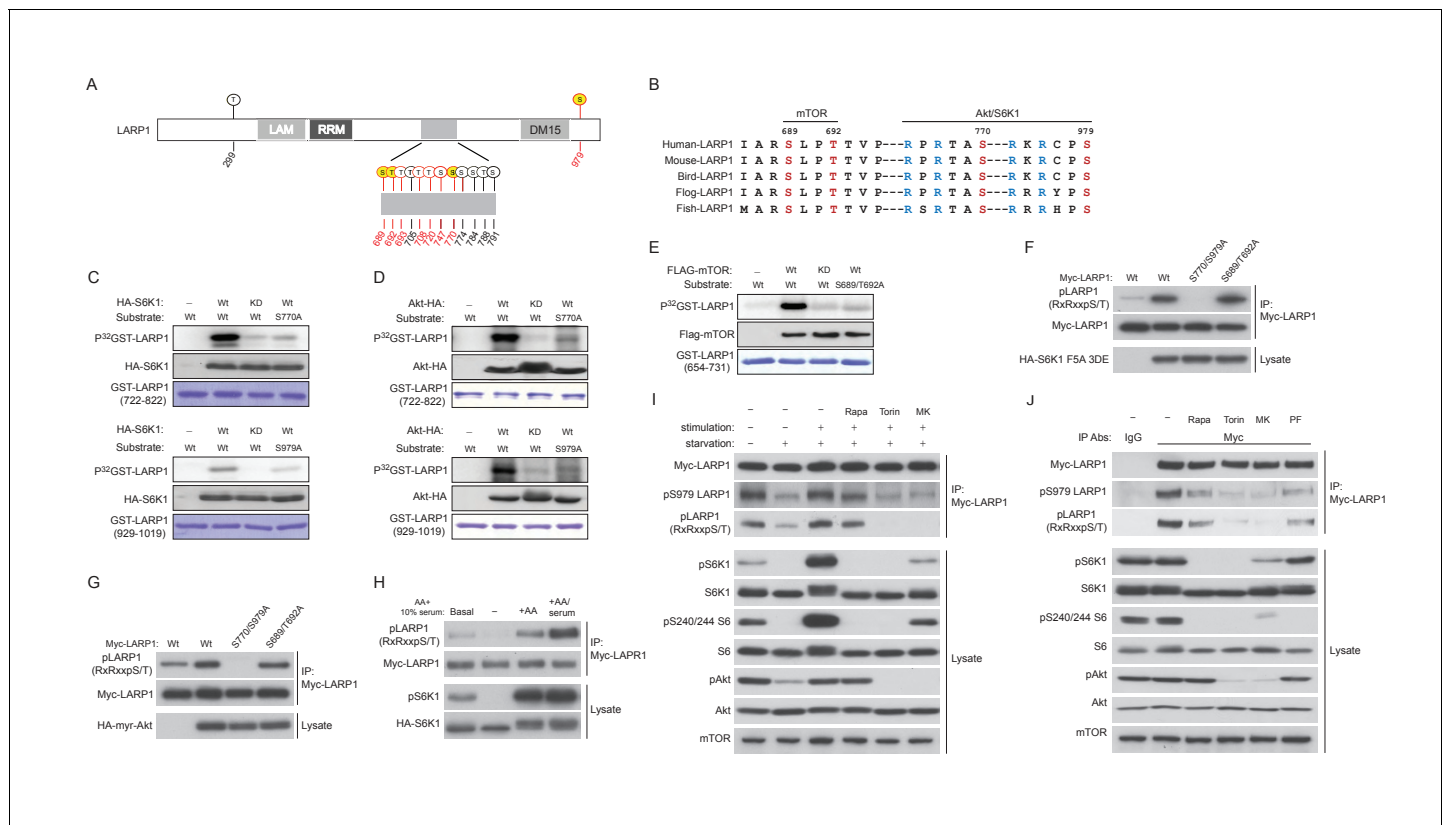 A
T
S
LARP1
LAM
RRM
DM15
299
979
S T T T T T S S S S T S
689 692 693 705 708 720 747 770 774 784 788 791
B
mTOR
Akt/S6K1
689 692 770 979
Human-LARP1 I A R S L P T T V P---R P R T A S---R K R C P S
Mouse-LARP1 I A R S L P T T V P---R P R T A S---R K R C P S
Bird-LARP1 I A R S L P T T V P---R P R T A S---R K R C P S
Flog-LARP1 I A R S L P T T V P---R P R T A S---R R R Y P S
Fish-LARP1 M A R S L P T T V P---R S R T A S---R R R H P S
C
HA-S6K1: – Wt KD Wt
Substrate: Wt Wt Wt S770A
P32GST-LARP1
HA-S6K1
GST-LARP1
(722-822)
HA-S6K1: – Wt KD Wt
Substrate: Wt Wt Wt S979A
P32GST-LARP1
HA-S6K1
GST-LARP1
(929-1019)
D
Akt-HA: – Wt KD Wt
Substrate: Wt Wt Wt S770A
P32GST-LARP1
Akt-HA
GST-LARP1
(722-822)
Akt-HA: – Wt KD Wt
Substrate: Wt Wt Wt S979A
P32GST-LARP1
Akt-HA
GST-LARP1
(929-1019)
E
FLAG-mTOR: – Wt KD Wt
Substrate: Wt Wt Wt S689/T692A
P32GST-LARP1
Flag-mTOR
GST-LARP1
(654-731)
F
Myc-LARP1: Wt Wt S770/S979A S689/T692A
pLARP1
(RxRxxpS/T)
Myc-LARP1
IP:
Myc-LARP1
HA-S6K1 F5A 3DE
Lysate
G
Myc-LARP1: Wt Wt S770/S979A S689/T692A
pLARP1
(RxRxxpS/T)
Myc-LARP1
IP:
Myc-LARP1
HA-myr-Akt
Lysate
H
AA+
10% serum: Basal – +AA +AA/
serum
pLARP1
(RxRxxpS/T)
Myc-LARP1
IP:
Myc-LAPR1
pS6K1
HA-S6K1
Lysate
I
– – – Rapa Torin MK
stimulation: – – + + + +
starvation: – + + + + +
Myc-LARP1
pS979 LARP1
pLARP1
(RxRxxpS/T)
IP:
Myc-LARP1
pS6K1
S6K1
pS240/244 S6
S6
pAkt
Akt
mTOR
Lysate
J
– – Rapa Torin MK PF
IP Abs: IgG Myc
Myc-LARP1
pS979 LARP1
pLARP1
(RxRxxpS/T)
IP:
Myc-LARP1
pS6K1
S6K1
pS240/244 S6
S6
pAkt
Akt
mTOR
Lysate